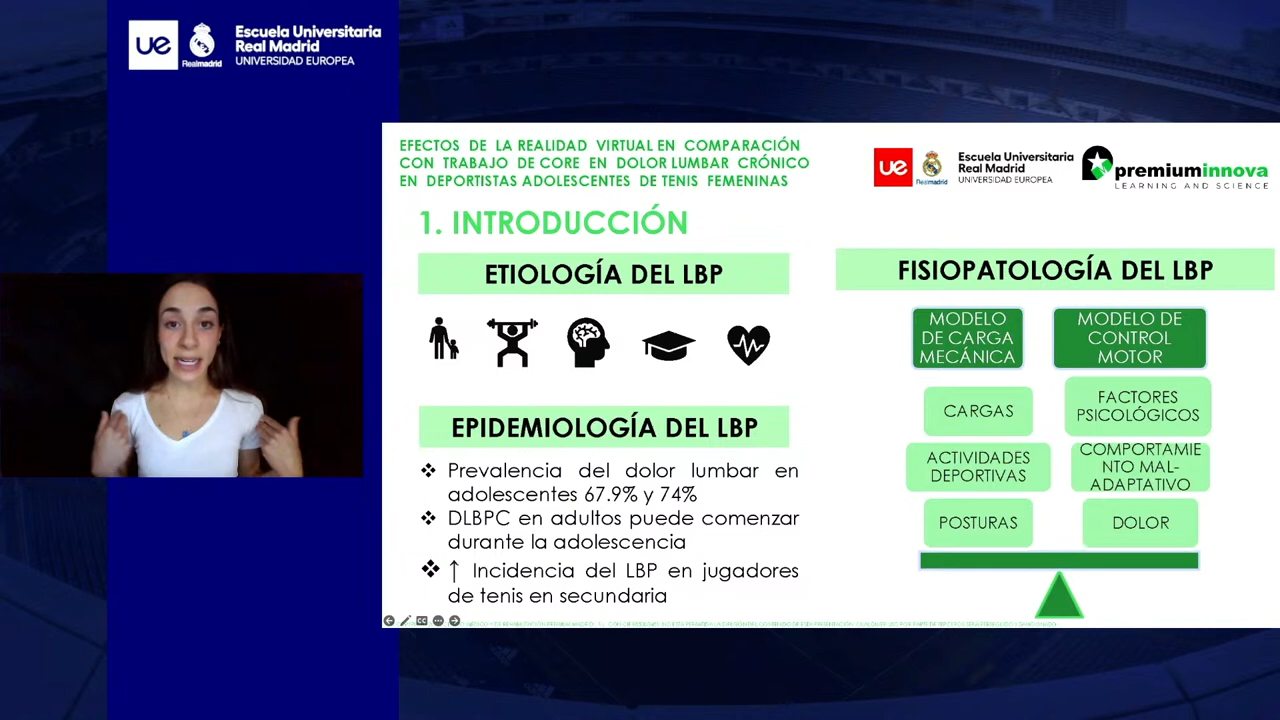 ue
Realmadrid
Escuela Universitaria
Real Madrid
UNIVERSIDAD EUROPEA
EFECTOS DE LA REALIDAD VIRTUAL EN COMPARACIÓN
CON TRABAJO DE CORE EN DOLOR LUMBAR CRÓNICO
EN DEPORTISTAS ADOLESCENTES DE TENIS FEMENINAS
ue
Realmadrid
Escuela Universitaria
Real Madrid
UNIVERSIDAD EUROPEA
premiuminnova
LEARNING AND SCIENCE
1. INTRODUCCIÓN
ETIOLOGÍA DEL LBP
EPIDEMIOLOGÍA DEL LBP
❖ Prevalencia del dolor lumbar en
adolescentes 67.9% y 74%
❖ DLBPC en adultos puede comenzar
durante la adolescencia
❖ ↑ Incidencia del LBP en jugadores
de tenis en secundaria
FISIOPATOLOGÍA DEL LBP
MODELO
DE CARGA
MECÁNICA
CARGAS
ACTIVIDADES
DEPORTIVAS
POSTURAS
MODELO DE
CONTROL
MOTOR
FACTORES
PSICOLÓGICOS
COMPORTAMIE
NTO MAL-
ADAPTATIVO
DOLOR